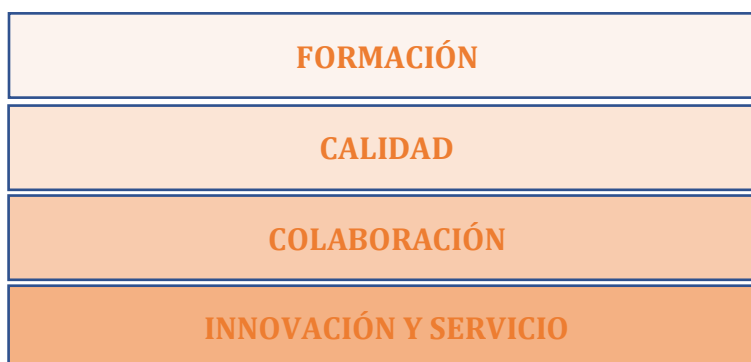 FORMACIÓN
CALIDAD
COLABORACIÓN
INNOVACIÓN Y SERVICIO